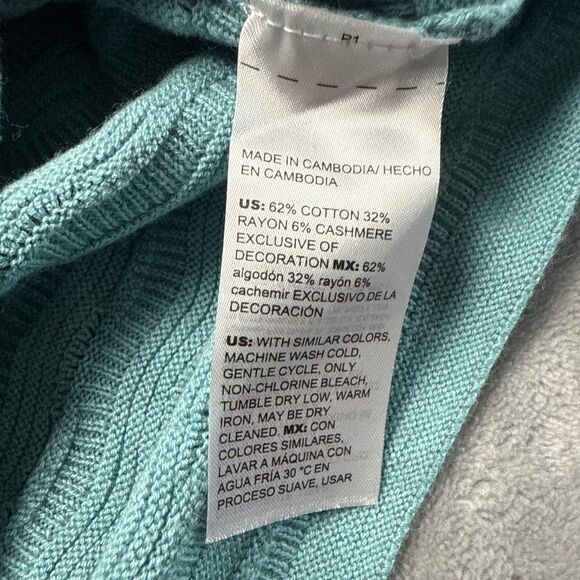 R1
MADE IN CAMBODIA/ HECHO
EN CAMBODIA
US: 62% COTTON 32%
RAYON 6% CASHMERE
EXCLUSIVE OF
DECORATION MX: 62%
algodón 32% rayón 6%
cachemir EXCLUSIVO DE LA
DECORACIÓN
US: WITH SIMILAR COLORS,
MACHINE WASH COLD,
GENTLE CYCLE, ONLY
NON-CHLORINE BLEACH,
TUMBLE DRY LOW, WARM
IRON, MAY BE DRY
CLEANED. MX: CON
COLORES SIMILARES,
LAVAR A MÁQUINA CON
AGUA FRÍA 30 °C EN
PROCESO SUAVE, USAR